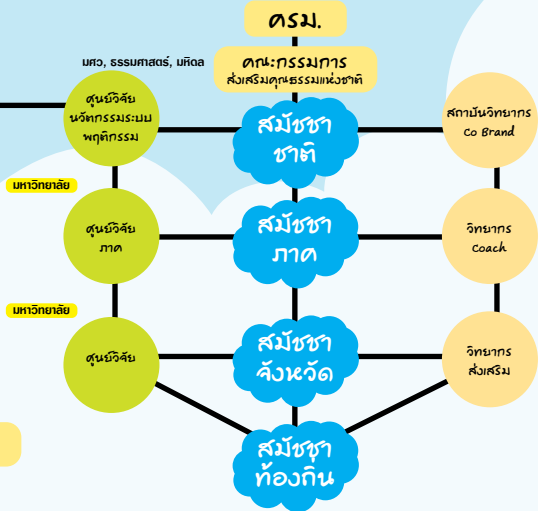 ครม.
มศว, ธรรมศาสตร์, มหิดล
คณะกรรมการ
ส่งเสริมคุณธรรมแห่งชาติ
ศูนย์วิจัย
นวัตกรรมระบบ
พฤติกรรม
สมัชชา
ชาติ
สถาบันวิทยากร
Co Brand
มหาวิทยาลัย
ศูนย์วิจัย
ภาค
สมัชชา
ภาค
วิทยากร
Coach
มหาวิทยาลัย
ศูนย์วิจัย
สมัชชา
จังหวัด
วิทยากร
ส่งเสริม
สมัชชา
ท้องถิ่น